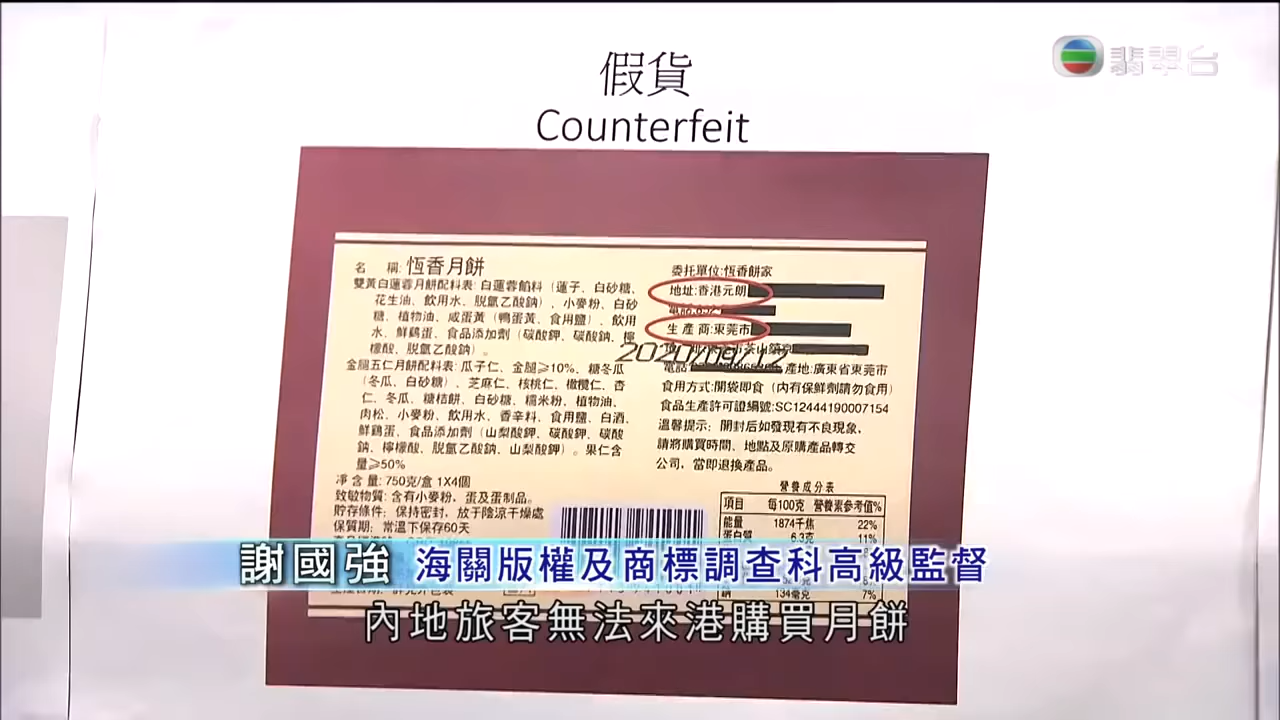 翡翠台
假貨
Counterfeit
名 稱: 恆香月餅
雙黃白蓮蓉月餅配料表: 白蓮蓉餡料（蓮子、白砂糖、
花生油、飲用水、脫氫乙酸鈉）、小麥粉、白砂
糖、植物油、咸蛋黃（鴨蛋黃、食用鹽）、飲用
水、鮮鷄蛋、食品添加劑（碳酸鉀、碳酸鈉、檸
檬酸、脫氫乙酸鈉）。
金腿五仁月餅配料表: 瓜子仁、金腿≥10%、糖冬瓜
（冬瓜、白砂糖）、芝麻仁、核桃仁、橄欖仁、杏
仁、冬瓜、糖桔餅、白砂糖、糯米粉、植物油、
肉松、小麥粉、飲用水、香辛料、食用鹽、白酒、
鮮鷄蛋、食品添加劑（山梨酸鉀、碳酸鉀、碳酸
鈉、檸檬酸、脫氫乙酸鈉、山梨酸鉀）。果仁含
量≥50%
凈 含 量: 750克/盒 1X4個
致敏物質: 含有小麥粉、蛋及蛋制品。
貯存條件: 保持密封，放于陰涼干燥處
保質期: 常溫下保存60天
委托單位:恆香餅家
地址:香港元朗
電話:852
生 產 商:東莞市
2020/09/12
電話: 產地:廣東省東莞市
食用方式:開袋即食（內有保鮮劑請勿食用）
食品生產許可證編號:SC12444190007154
溫馨提示: 開封后如發現有不良現象，
請將購買時間、地點及原購產品轉交
公司，當即退換產品。
營養成分表
項目 每100克 營養素參考值%
能量 1874千焦 22%
蛋白質 6.3克 11%
鈉 134毫克 7%
謝國強 海關版權及商標調查科高級監督
內地旅客無法來港購買月餅